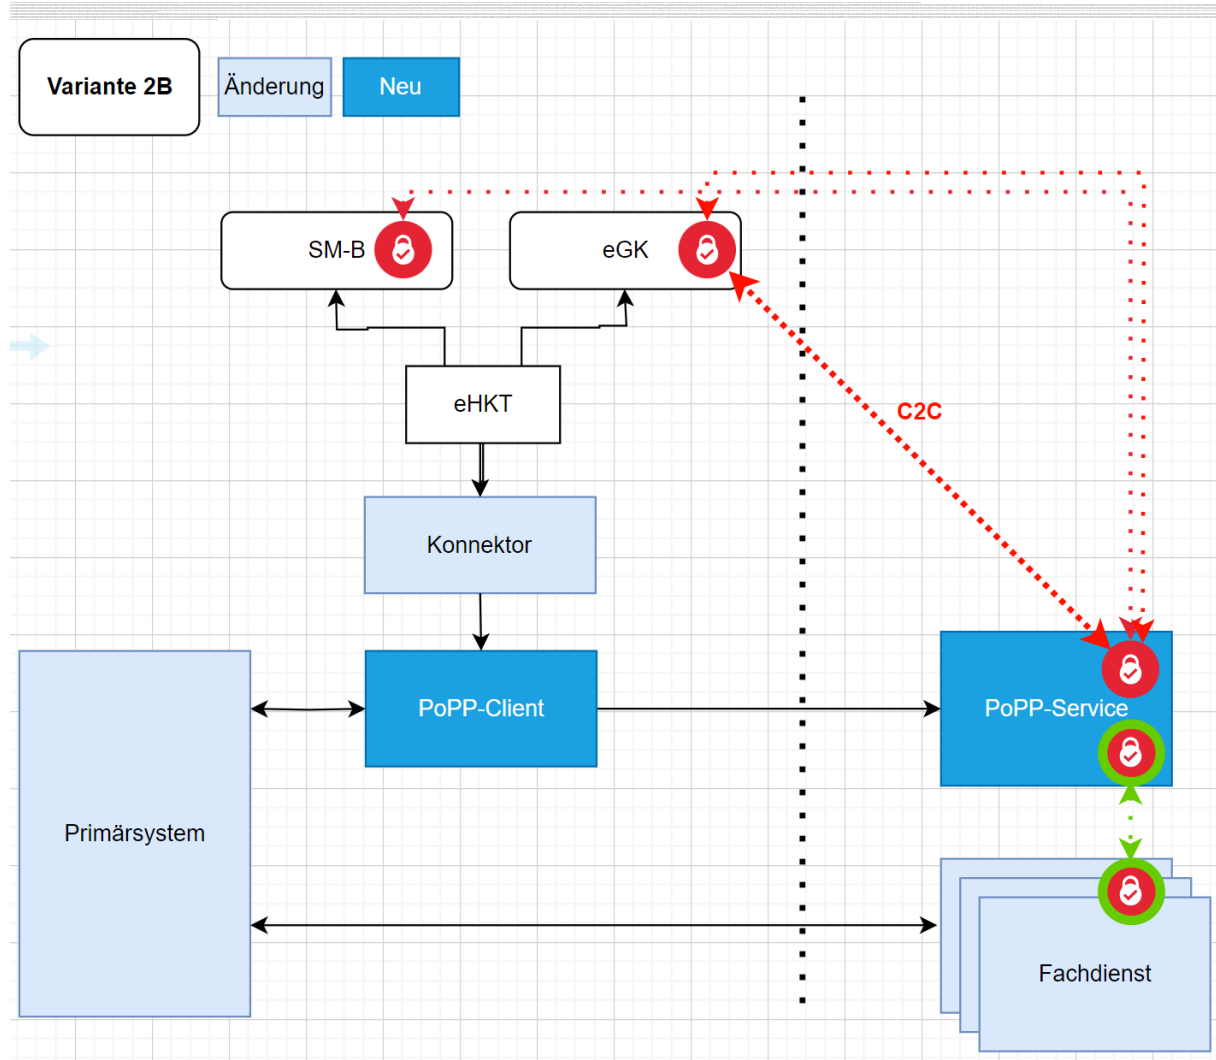 Variante 2B
Änderung
Neu
SM-B
eGK
eHKT
C2C
Konnektor
PoPP-Client
PoPP-Service
Primärsystem
Fachdienst